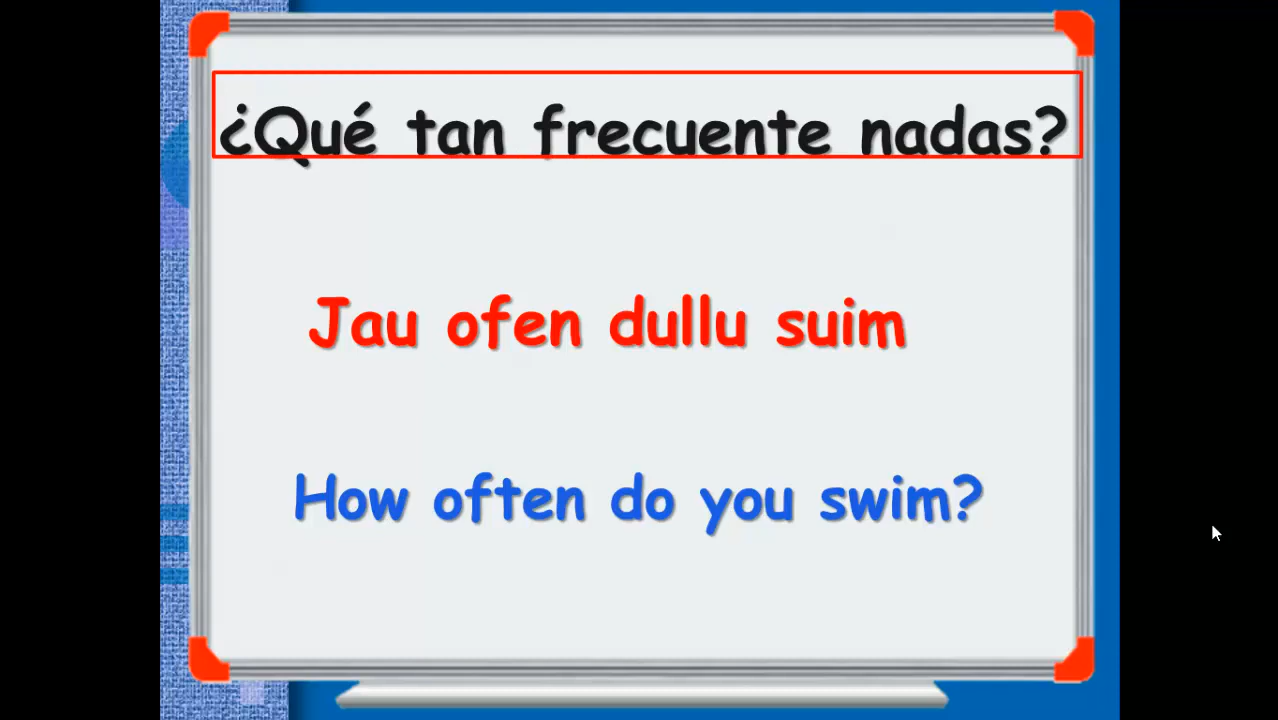 ¿Qué tan frecuente nadas?
Jau ofen dullu suim
How often do you swim?